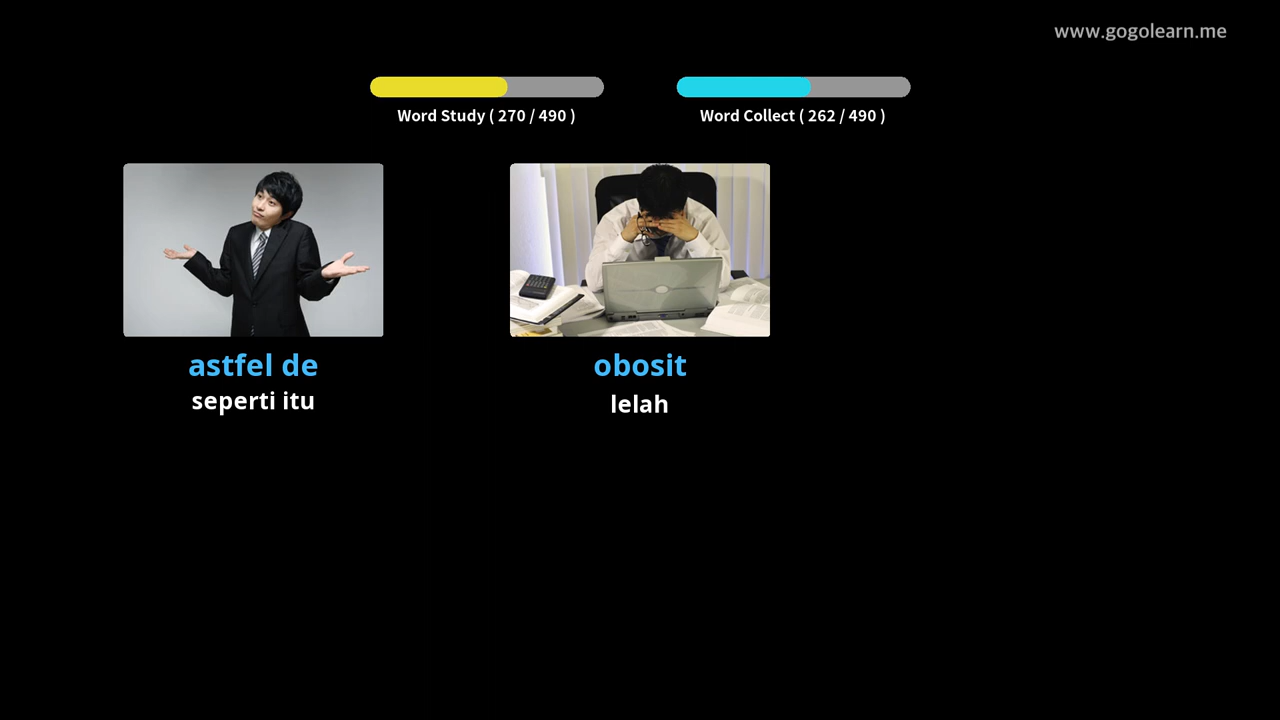 www.gogolearn.me
Word Study ( 270 / 490 )
Word Collect ( 262 / 490 )
astfel de
seperti itu
obosit
lelah